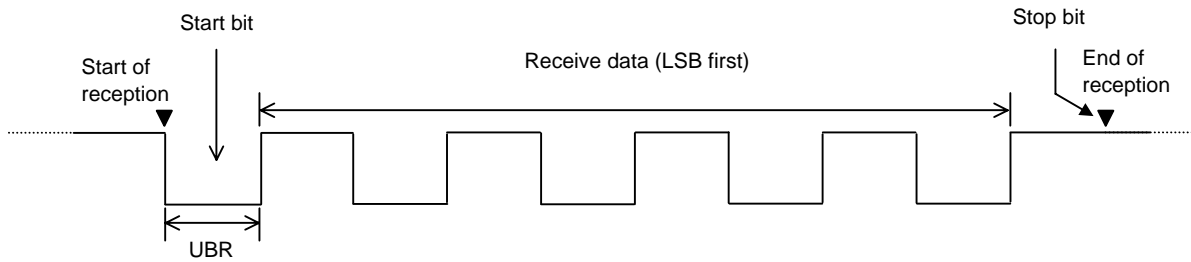 Start bit
Stop bit
Start of
reception
Receive data (LSB first)
End of
reception
UBR